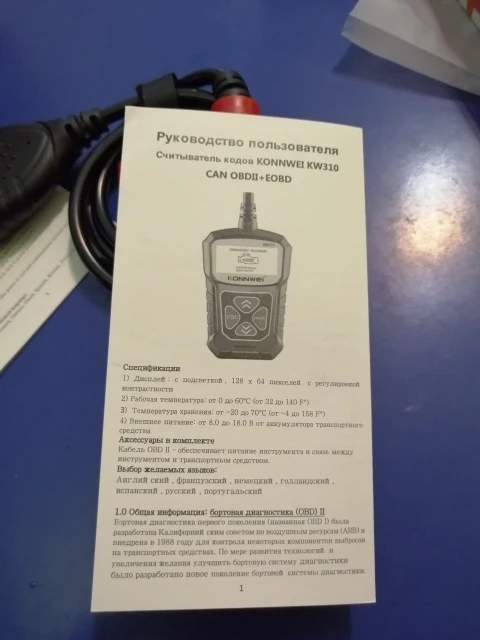 Руководство пользователя
Считыватель кодов KONNWEI KW310
CAN OBDII+EOBD
KONNWEI
Спецификации
1) Дисплей : с подсветкой , 128 x 64 пикселей с регулировкой
контрастности
2) Рабочая температура: от 0 до 60°C (от 32 до 140 F°)
3) Температура хранения: от -20 до 70°C (от -4 до 158 F°)
4) Внешнее питание: от 8.0 до 18.0 В от аккумулятора транспортного
средства
Аксессуары в комплекте
Кабель OBD II - обеспечивает питание инструмента и связь между
инструментом и транспортным средством.
Выбор желаемых языков:
Англий ский , французский , немецкий , голландский ,
испанский , русский , португальский
1.0 Общая информация: бортовая диагностика (OBD) II
Бортовая диагностика первого поколения (названная OBD I) была
разработана Калифорний ским советом по воздушным ресурсам (ARB) и
внедрена в 1988 году для контроля некоторых компонентов выбросов
на транспортных средствах. По мере развития технологий и
увеличения желания улучшить бортовую систему диагностики
было разработано новое поколение бортовой системы диагностики.
1